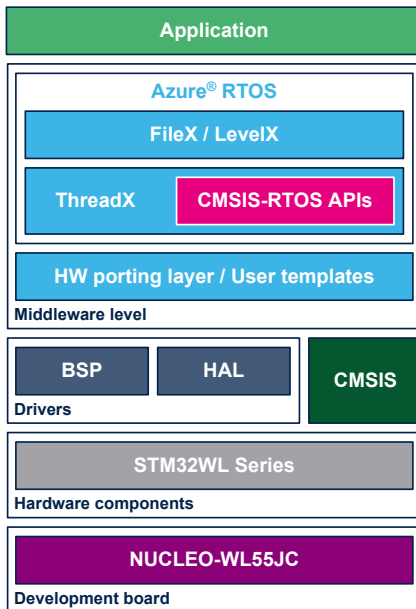 Application
Azure® RTOS
FileX / LevelX
ThreadX
CMSIS-RTOS APIs
HW porting layer / User templates
Middleware level
BSP
HAL
CMSIS
Drivers
STM32WL Series
Hardware components
NUCLEO-WL55JC
Development board